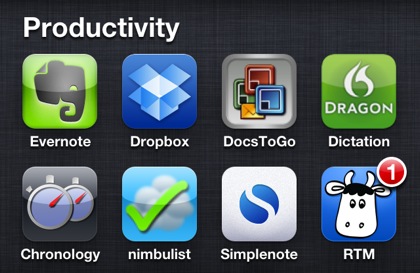 Productivity
DRAGON
Evernote Dropbox DocsToGo Dictation
1
Chronology nimbulist Simplenote RTM